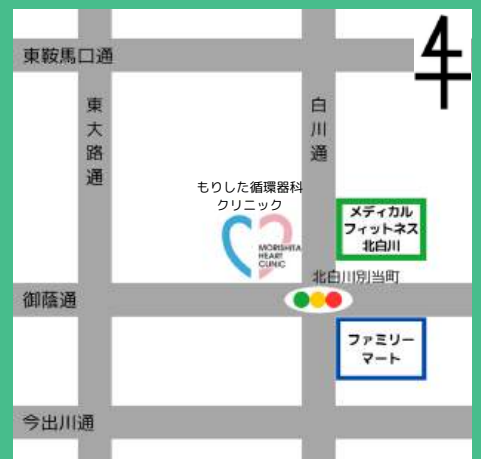 東鞍馬口通
東大路通
白川通
もりした循環器科
クリニック
MORISHITA
HEART
CLINIC
メディカル
フィットネス
北白川
北白川別当町
御蔭通
ファミリー
マート
今出川通